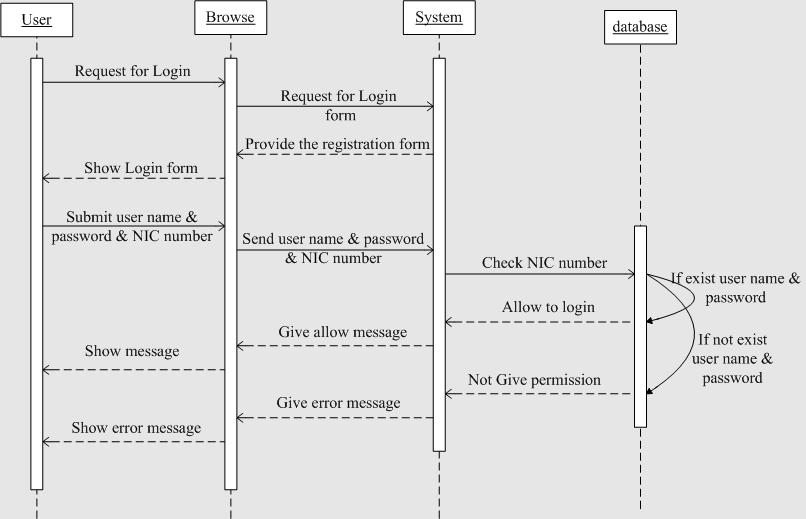 User
Browse
System
database
Request for Login
Request for Login
form
Provide the registration form
Show Login form
Submit user name &
password & NIC number
Send user name & password
& NIC number
Check NIC number
If exist user name &
password
Allow to login
Give allow message
If not exist
user name &
password
Show message
Not Give permission
Give error message
Show error message